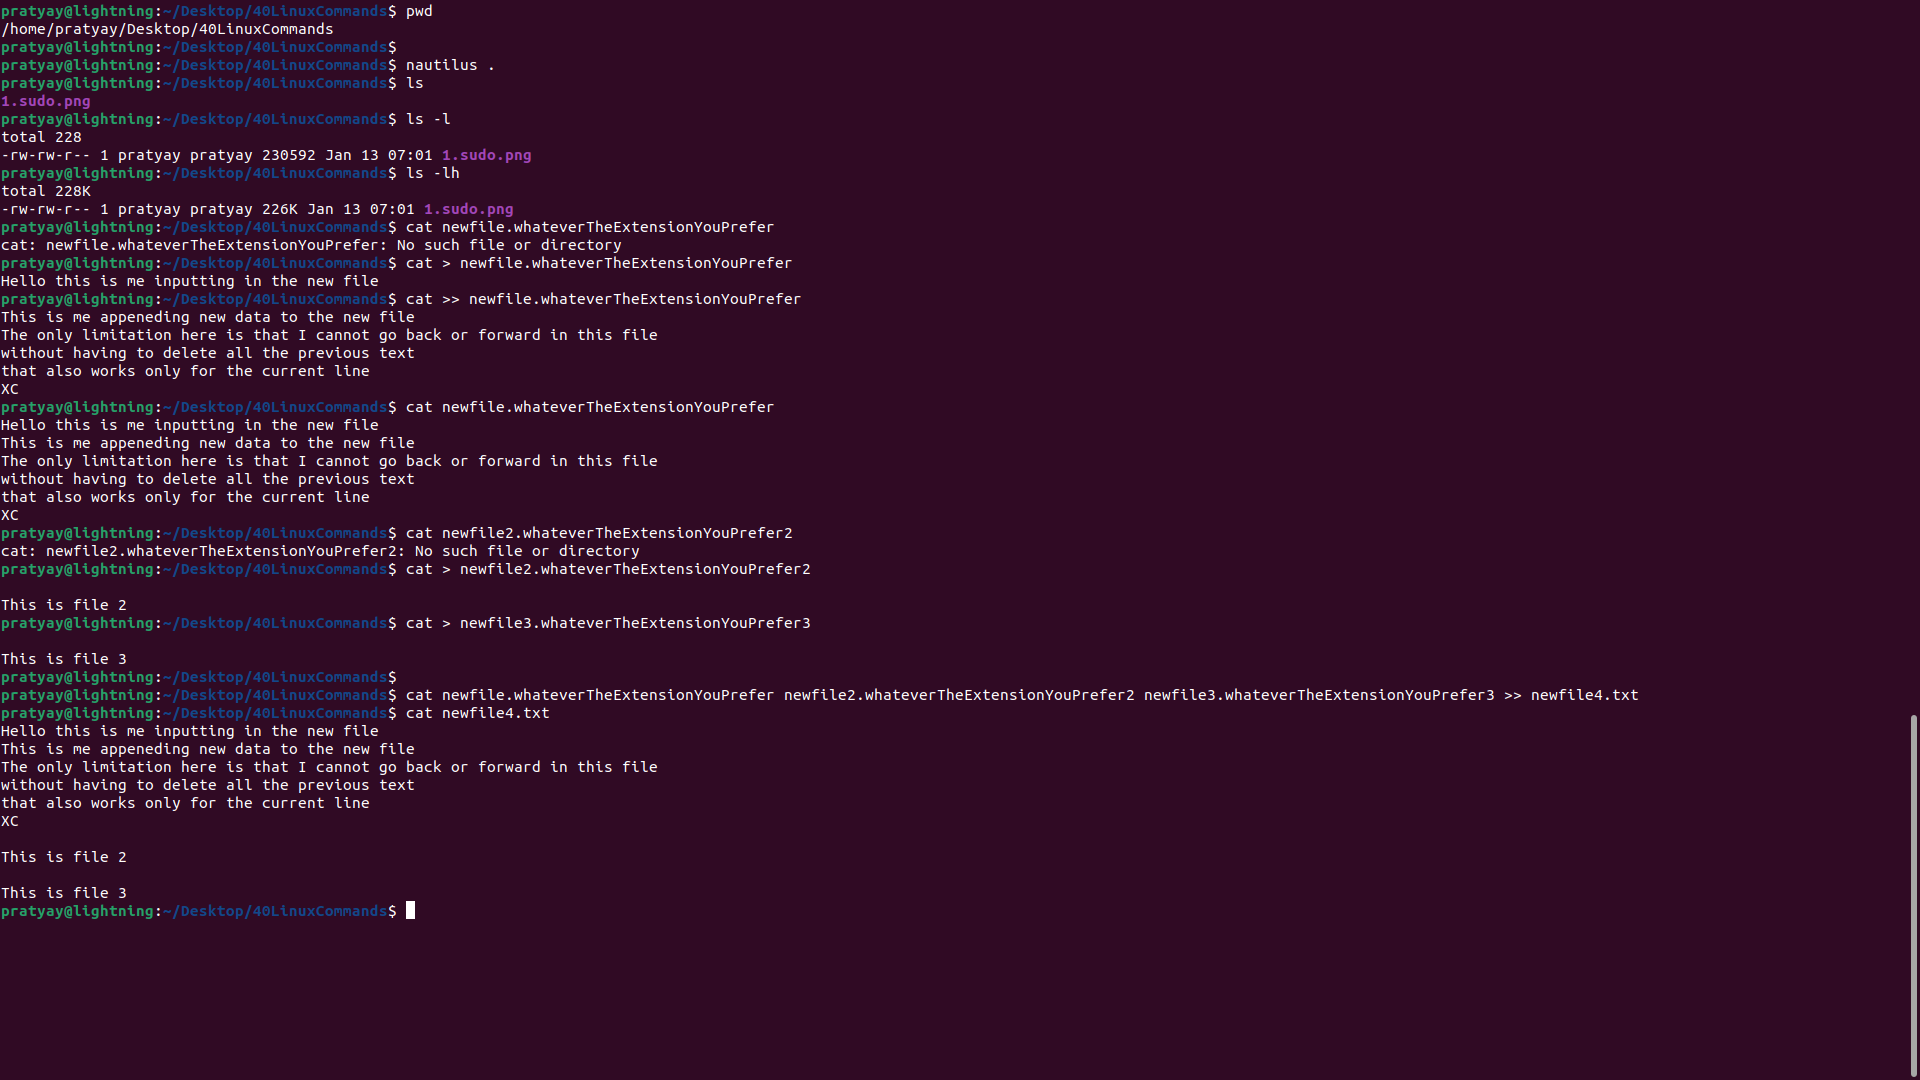 pratyay@lightning:~/Desktop/40LinuxCommands$ pwd
/home/pratyay/Desktop/40LinuxCommands
pratyay@lightning:~/Desktop/40LinuxCommands$
pratyay@lightning:~/Desktop/40LinuxCommands$ nautilus .
pratyay@lightning:~/Desktop/40LinuxCommands$ ls
1.sudo.png
pratyay@lightning:~/Desktop/40LinuxCommands$ ls -l
total 228
-rw-rw-r-- 1 pratyay pratyay 230592 Jan 13 07:01 1.sudo.png
pratyay@lightning:~/Desktop/40LinuxCommands$ ls -lh
total 228K
-rw-rw-r-- 1 pratyay pratyay 226K Jan 13 07:01 1.sudo.png
pratyay@lightning:~/Desktop/40LinuxCommands$ cat newfile.whateverTheExtensionYouPrefer
cat: newfile.whateverTheExtensionYouPrefer: No such file or directory
pratyay@lightning:~/Desktop/40LinuxCommands$ cat > newfile.whateverTheExtensionYouPrefer
Hello this is me inputting in the new file
pratyay@lightning:~/Desktop/40LinuxCommands$ cat >> newfile.whateverTheExtensionYouPrefer
This is me appeneding new data to the new file
The only limitation here is that I cannot go back or forward in this file
without having to delete all the previous text
that also works only for the current line
XC
pratyay@lightning:~/Desktop/40LinuxCommands$ cat newfile.whateverTheExtensionYouPrefer
Hello this is me inputting in the new file
This is me appeneding new data to the new file
The only limitation here is that I cannot go back or forward in this file
without having to delete all the previous text
that also works only for the current line
XC
pratyay@lightning:~/Desktop/40LinuxCommands$ cat newfile2.whateverTheExtensionYouPrefer2
cat: newfile2.whateverTheExtensionYouPrefer2: No such file or directory
pratyay@lightning:~/Desktop/40LinuxCommands$ cat > newfile2.whateverTheExtensionYouPrefer2

This is file 2
pratyay@lightning:~/Desktop/40LinuxCommands$ cat > newfile3.whateverTheExtensionYouPrefer3

This is file 3
pratyay@lightning:~/Desktop/40LinuxCommands$
pratyay@lightning:~/Desktop/40LinuxCommands$ cat newfile.whateverTheExtensionYouPrefer newfile2.whateverTheExtensionYouPrefer2 newfile3.whateverTheExtensionYouPrefer3 >> newfile4.txt
pratyay@lightning:~/Desktop/40LinuxCommands$ cat newfile4.txt
Hello this is me inputting in the new file
This is me appeneding new data to the new file
The only limitation here is that I cannot go back or forward in this file
without having to delete all the previous text
that also works only for the current line
XC

This is file 2

This is file 3
pratyay@lightning:~/Desktop/40LinuxCommands$